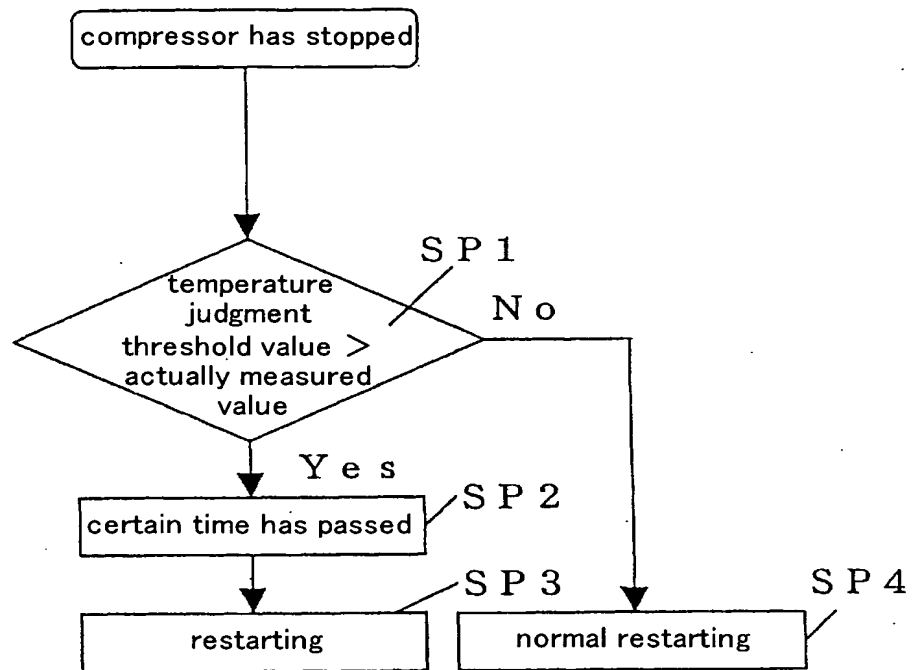 compressor has stopped
SP1
temperature
judgment
threshold value >
actually measured
value
No
Yes
SP2
certain time has passed
SP3
SP4
restarting
normal restarting